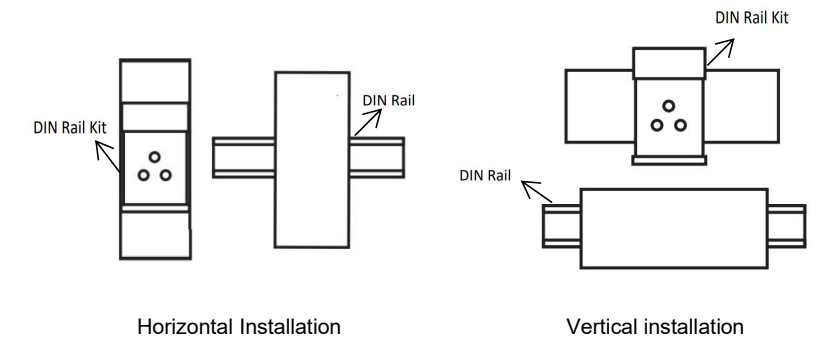 DIN Rail Kit
DIN Rail
DIN Rail Kit
DIN Rail
Horizontal Installation
Vertical installation